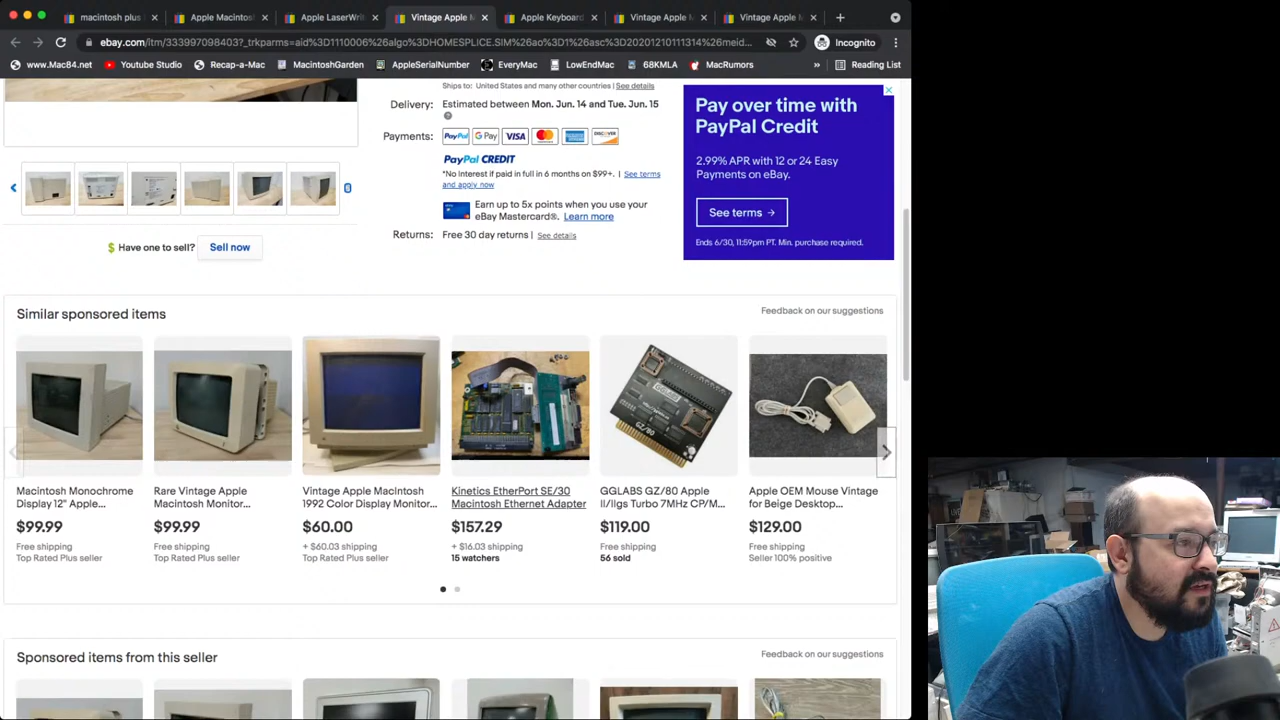 macintosh plus
Apple Macintos
Apple LaserWrit
Vintage Apple M
Apple Keyboard
Vintage Apple M
Vintage Apple M
ebay.com/itm/333997098403?_trkparms=aid%3D1110006%26algo%3DHOMESPLICE.SIM%26ao%3D1%26asc%3D20201210111314%26meid...
Incognito
www.Mac84.net
Youtube Studio
Recap-a-Mac
MacintoshGarden
AppleSerialNumber
EveryMac
LowEndMac
68KMLA
MacRumors
»
Reading List
Ships to: United States and many other countries | See details
Delivery: Estimated between Mon. Jun. 14 and Tue. Jun. 15
Payments: PayPal G Pay VISA DISCOVER
PayPal CREDIT
*No Interest if paid in full in 6 months on $99+. | See terms
and apply now
Earn up to 5x points when you use your
eBay Mastercard®. Learn more
Returns: Free 30 day returns | See details
Pay over time with
PayPal Credit
2.99% APR with 12 or 24 Easy
Payments on eBay.
See terms →
Ends 6/30, 11:59pm PT. Min. purchase required.
$ Have one to sell? Sell now
Similar sponsored items
Feedback on our suggestions
Macintosh Monochrome
Display 12" Apple...
$99.99
Free shipping
Top Rated Plus seller
Rare Vintage Apple
Macintosh Monitor...
$99.99
Free shipping
Top Rated Plus seller
Vintage Apple MacIntosh
1992 Color Display Monitor...
$60.00
+ $60.03 shipping
Top Rated Plus seller
Kinetics EtherPort SE/30
Macintosh Ethernet Adapter
$157.29
+ $16.03 shipping
15 watchers
GGLABS GZ/80 Apple
II/IIgs Turbo 7MHz CP/M...
$119.00
Free shipping
56 sold
Apple OEM Mouse Vintage
for Beige Desktop...
$129.00
Free shipping
Seller 100% positive
GGLABS
GZ/80
Sponsored items from this seller
Feedback on our suggestions